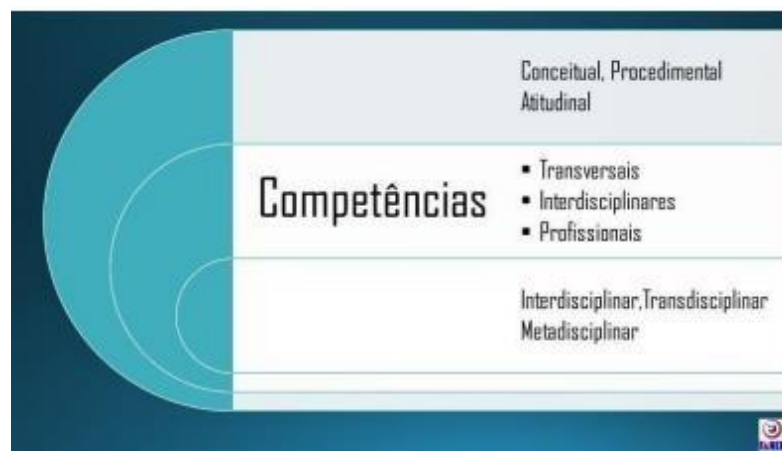 Conceitual, Procedimental
Atitudinal
Competências
▪ Transversais
▪ Interdisciplinares
▪ Profissionais
Interdisciplinar,Transdisciplinar
Metadisciplinar